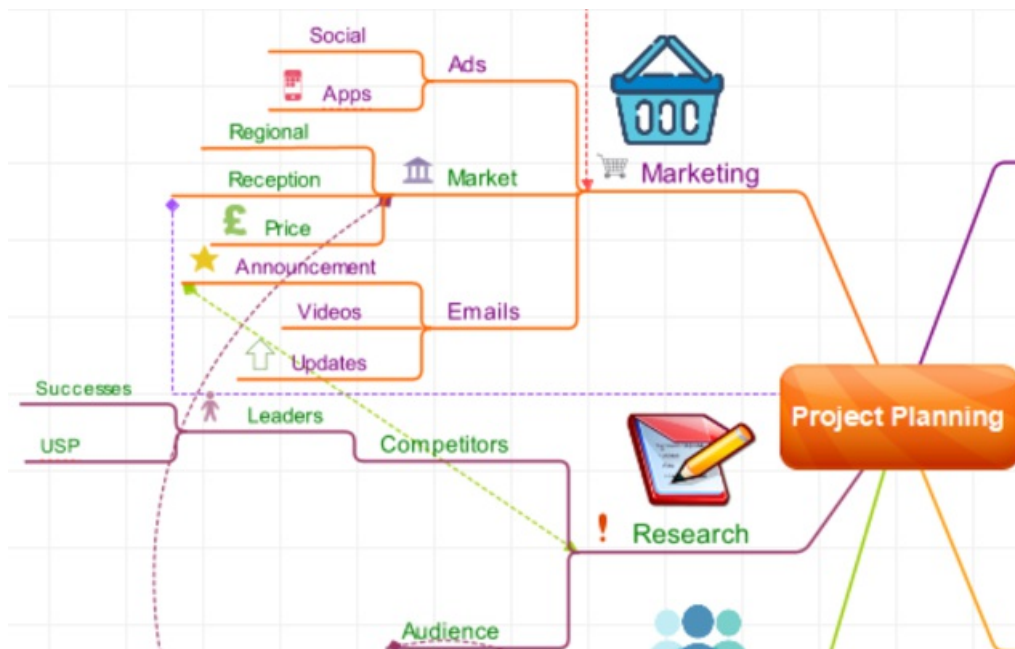 Social
Ads
Apps
Regional
Reception
Market
Price
Marketing
Announcement
Videos
Emails
Updates
Successes
Leaders
USP
Competitors
Project Planning
Research
Audience